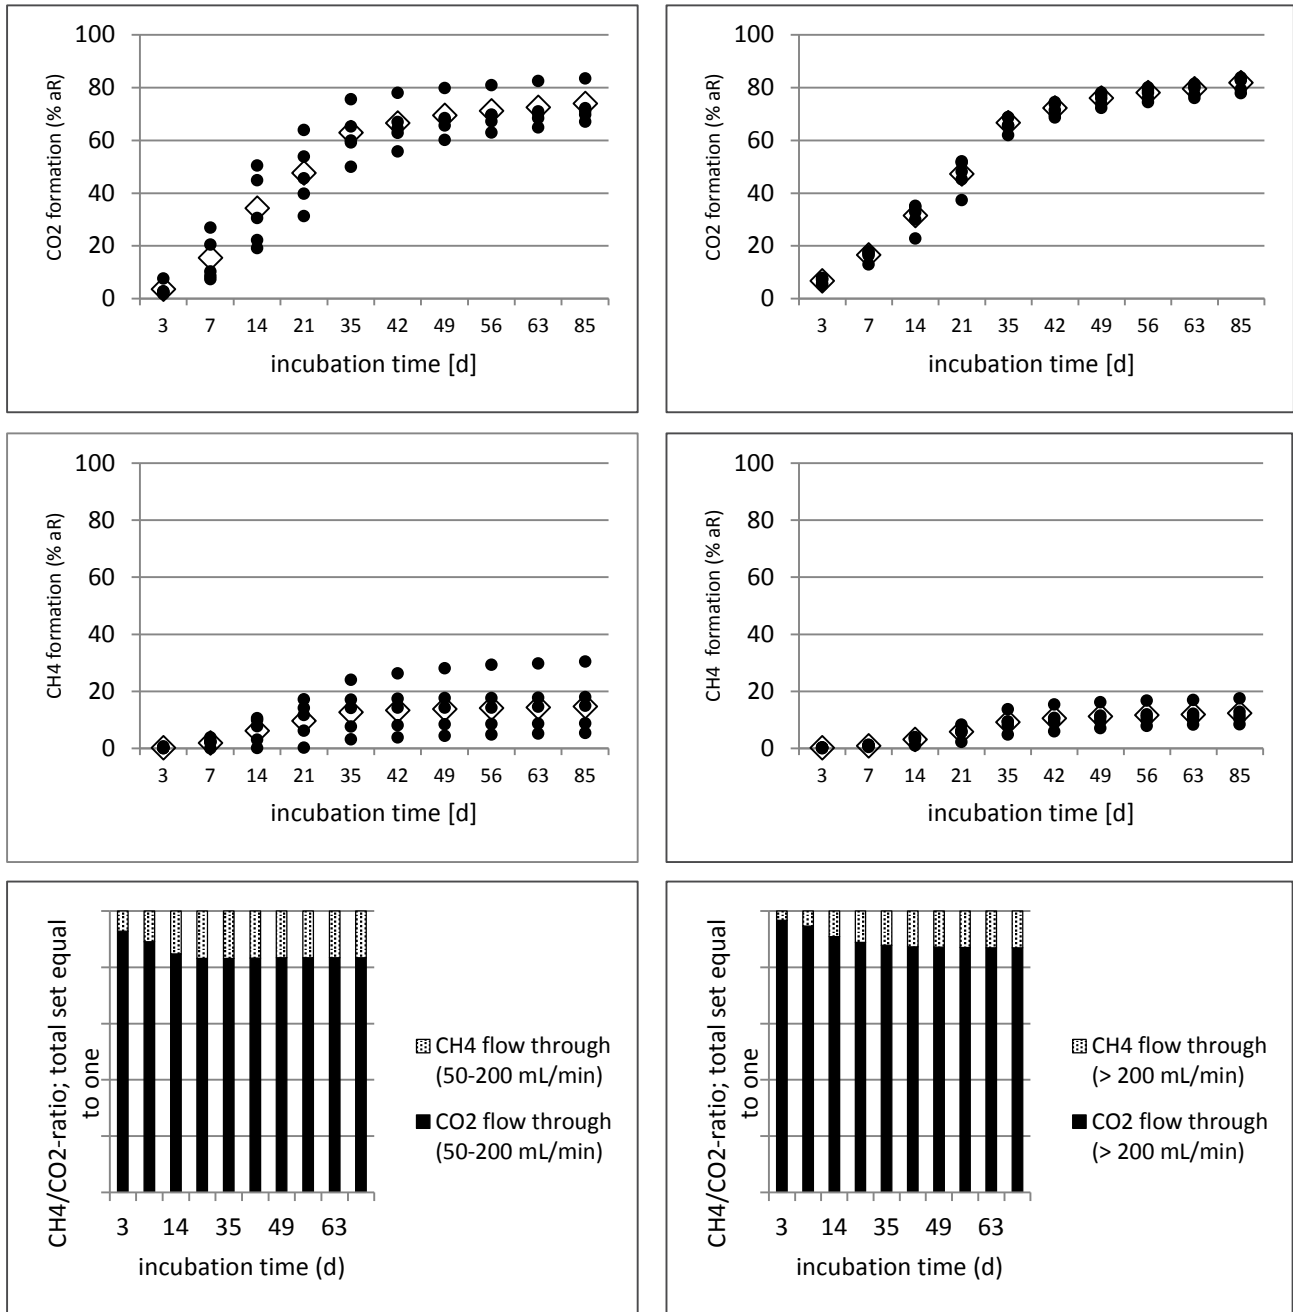 CO2 formation (% aR)
100
80
60
40
20
0
3 7 14 21 35 42 49 56 63 85
incubation time [d]
CO2 formation (% aR)
100
80
60
40
20
0
3 7 14 21 35 42 49 56 63 85
incubation time [d]
CH4 formation (% aR)
100
80
60
40
20
0
3 7 14 21 35 42 49 56 63 85
incubation time [d]
CH4 formation (% aR)
100
80
60
40
20
0
3 7 14 21 35 42 49 56 63 85
incubation time [d]
CH4/CO2-ratio; total set equal
to one
3 14 35 49 63
incubation time (d)
CH4 flow through
(50-200 mL/min)
CO2 flow through
(50-200 mL/min)
CH4/CO2-ratio; total set equal
to one
3 14 35 49 63
incubation time (d)
CH4 flow through
(> 200 mL/min)
CO2 flow through
(> 200 mL/min)